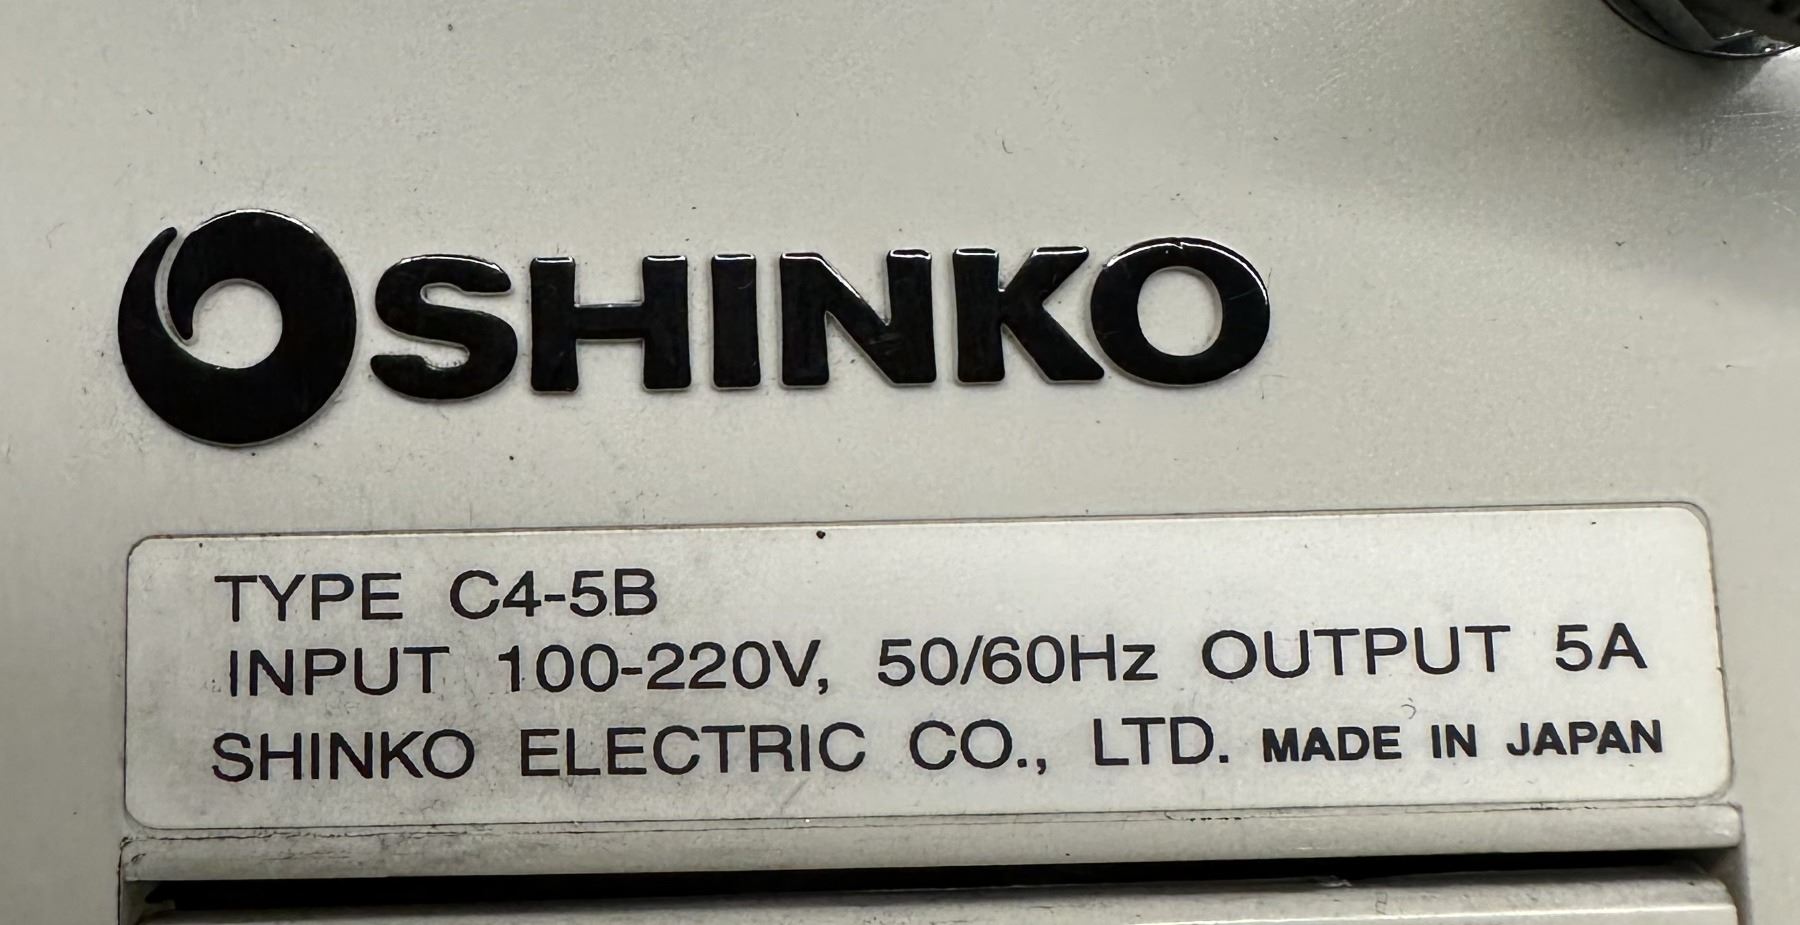 SHINKO
TYPE C4-5B
INPUT 100-220V, 50/60Hz OUTPUT 5A
SHINKO ELECTRIC CO., LTD. MADE IN JAPAN